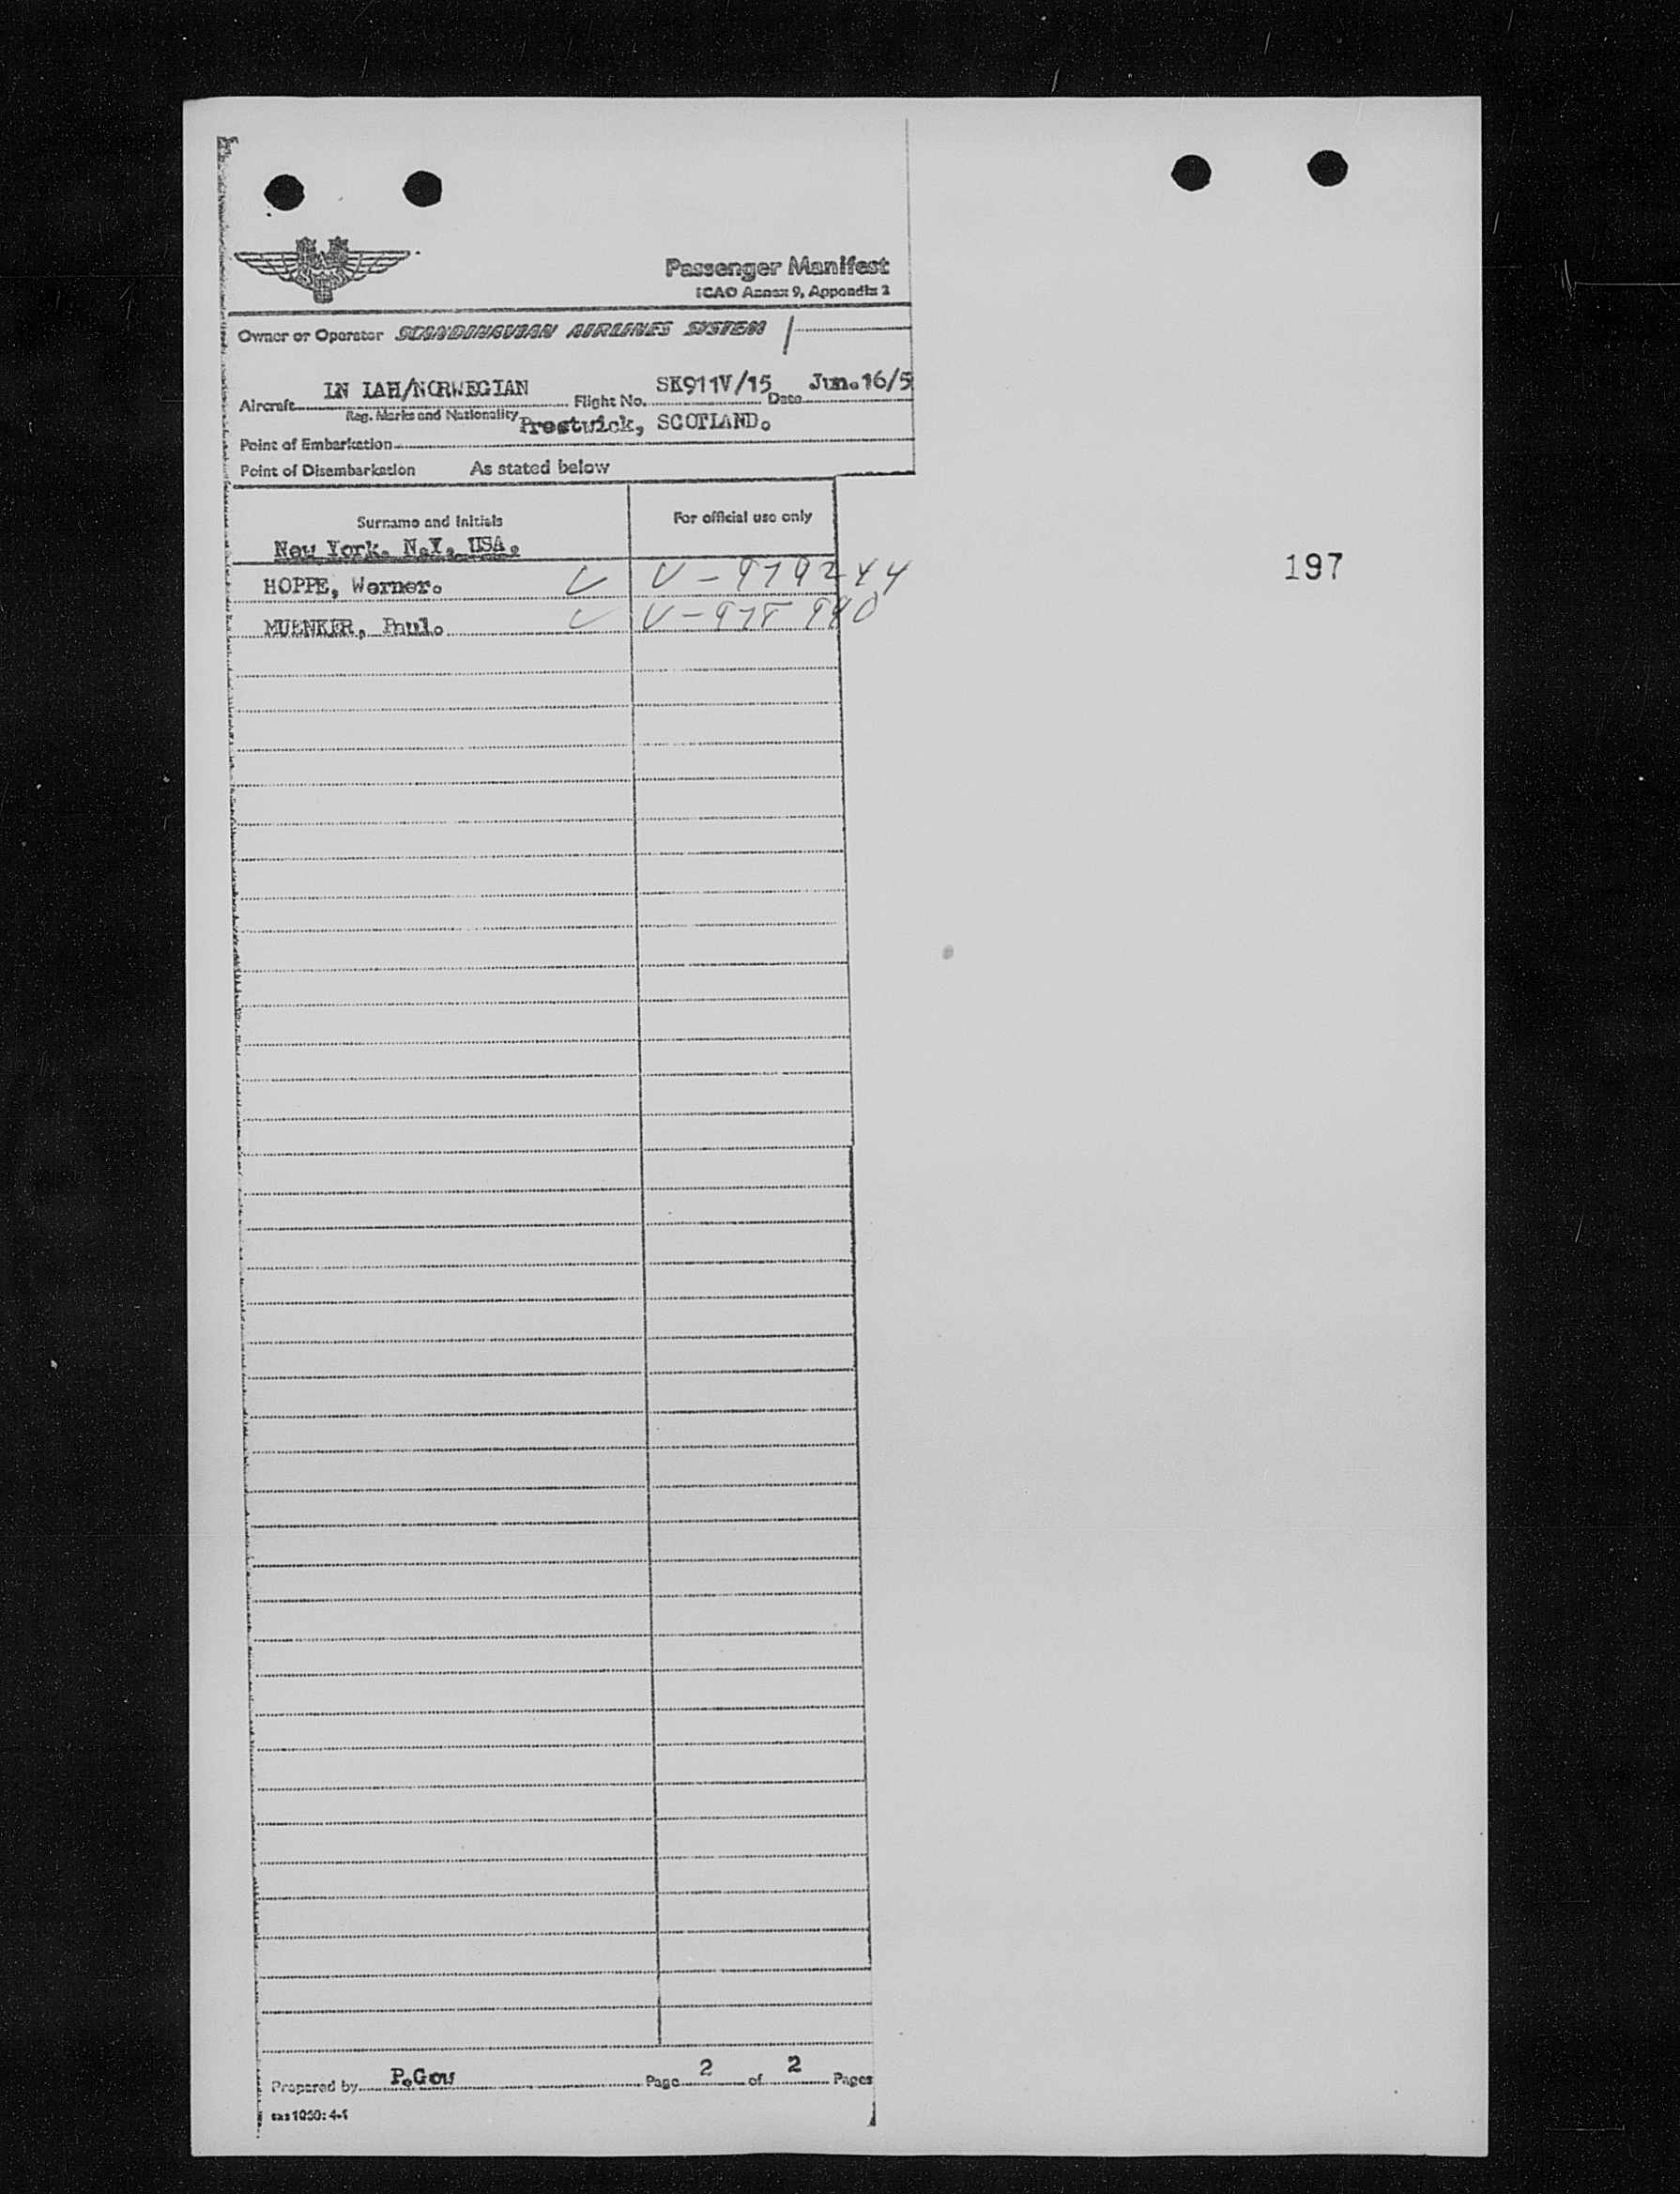 Passenger Manifest
ICAO Annex 9, Appendix 2
Owner or Operator SCANDINAVIAN AIRLINES SYSTEM
Aircraft LN LAH/NORWEGIAN Flight No. SK911V/15 Date Jun.16/5
Reg. Marks and Nationality
Point of Embarkation Prestwick, SCOTLAND.
Point of Disembarkation As stated below
Surname and Initials For official use only
New York. N.Y. USA.
197
HOPPE, Werner. V V-979244
MUENKER, Paul. V
Prepared by P.Gow Page 2 of 2 Pages